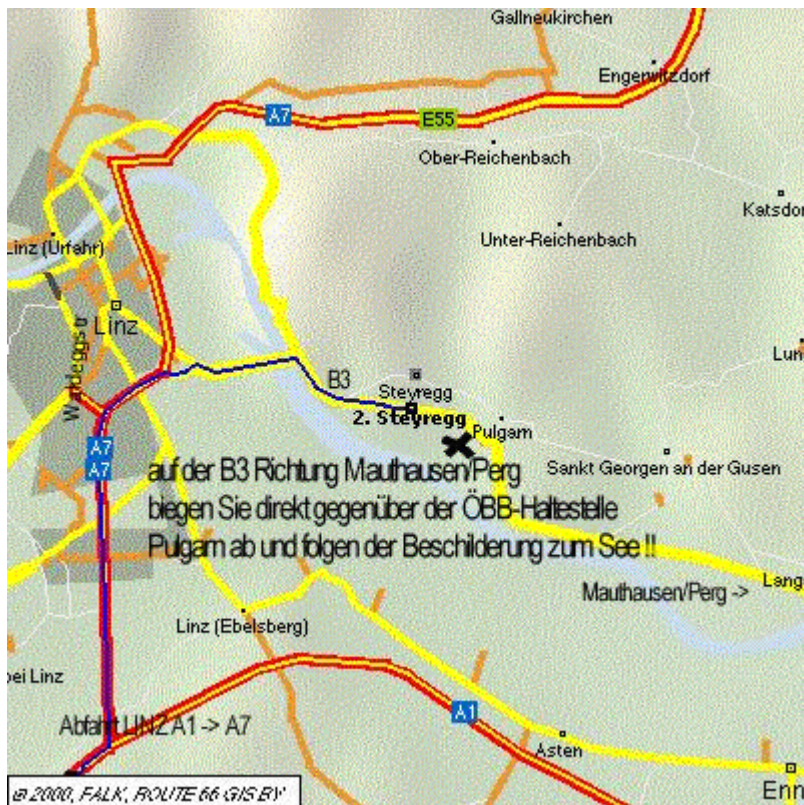 Gallneukirchen
Engerwitzdorf
A7
E55
Ober-Reichenbach
Katsdor
Unter-Reichenbach
Linz (Urfahr)
Linz
Lun
B3
Steyregg
2. Steyregg
Pulgarn
A7
A7
auf der B3 Richtung Mauthausen/Perg
Sankt Georgen an der Gusen
biegen Sie direkt gegenüber der ÖBB-Haltestelle
Pulgarn ab und folgen der Beschilderung zum See !!
Lang
Mauthausen/Perg ->
Linz (Ebelsberg)
bei Linz
A1
Abfahrt LINZ A1 -> A7
Asten
Enn
@ 2000, FALK, ROUTE 66 GIS BV